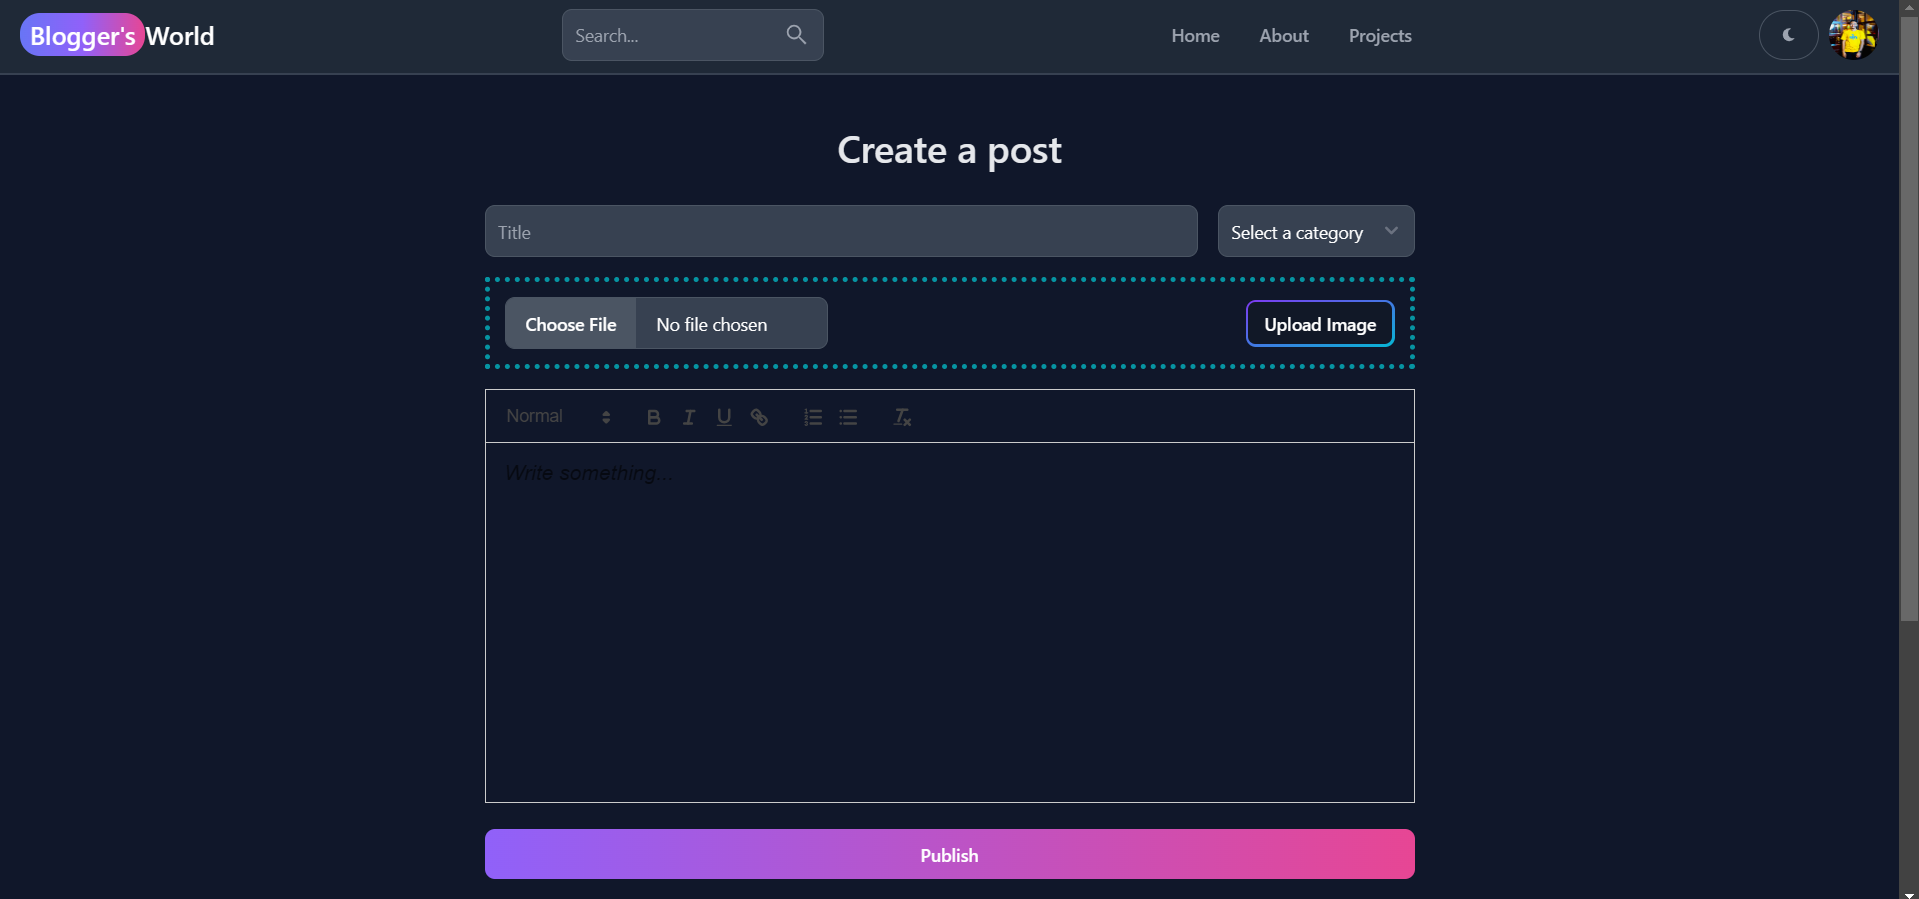 Blogger's World
Search...
Home About Projects
Create a post
Title
Select a category
Choose File No file chosen
Upload Image
Normal
Write something...
Publish